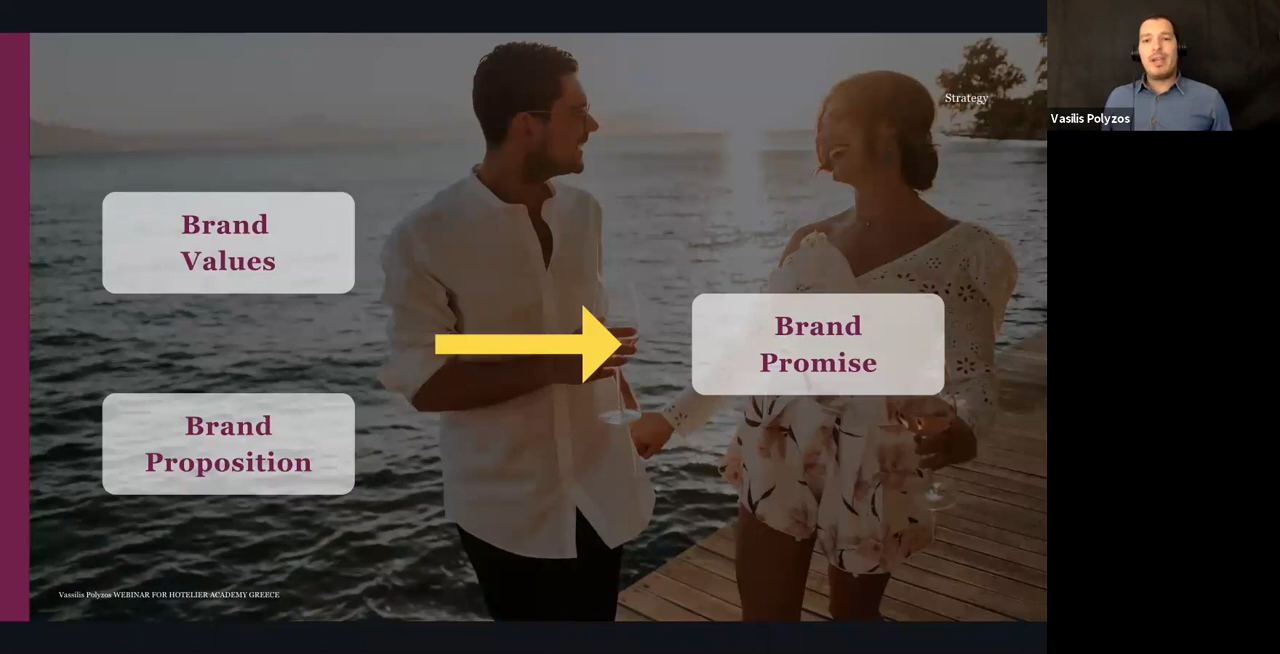 Strategy
Vasilis Polyzos
Brand
Values
Brand
Promise
Brand
Proposition
Vassilis Polyzos WEBINAR FOR HOTELIER ACADEMY GREECE